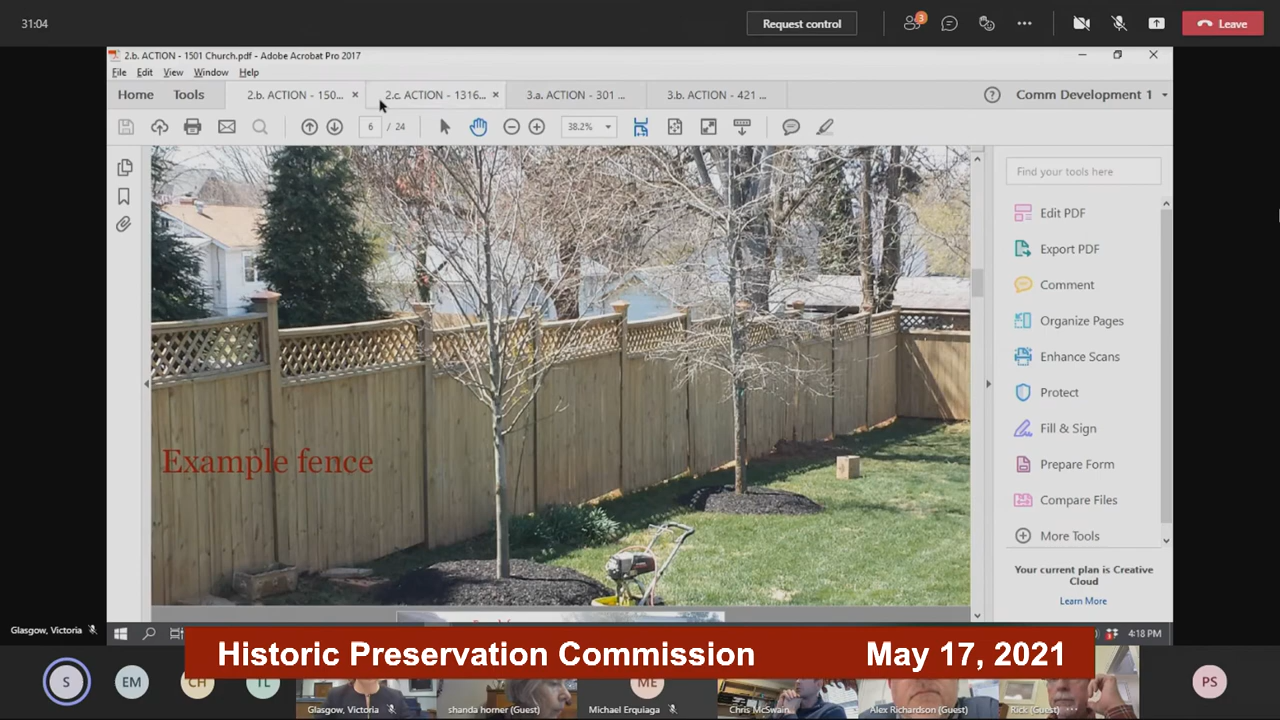 31:04
Request control
3
Leave
2.b. ACTION - 1501 Church.pdf - Adobe Acrobat Pro 2017
File Edit View Window Help
Home Tools 2.b. ACTION - 150... 2.c. ACTION - 1316... 3.a. ACTION - 301 ... 3.b. ACTION - 421 ... Comm Development 1
6 / 24 38.2%
Find your tools here
Edit PDF
Export PDF
Comment
Organize Pages
Enhance Scans
Protect
Fill & Sign
Prepare Form
Compare Files
More Tools
Your current plan is Creative
Cloud
Learn More
Example fence
Glasgow, Victoria
4:18 PM
Historic Preservation Commission May 17, 2021
S EM CH TL ME PS
Glasgow, Victoria shanda horner (Guest) Michael Erquiaga Chris McSwain Alex Richardson (Guest) Rick (Guest)